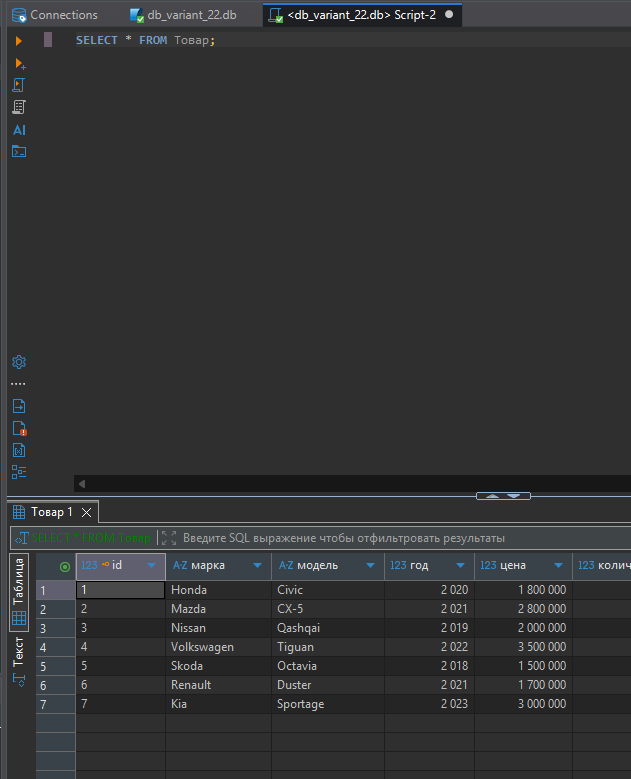 Connections db_variant_22.db <db_variant_22.db> Script-2
SELECT * FROM Товар;
AI
Товар 1
SELECT * FROM Товар Введите SQL выражение чтобы отфильтровать результаты
Таблица
Текст
123 id A-Z марка A-Z модель 123 год 123 цена 123 колич
1 1 Honda Civic 2 020 1 800 000
2 2 Mazda CX-5 2 021 2 800 000
3 3 Nissan Qashqai 2 019 2 000 000
4 4 Volkswagen Tiguan 2 022 3 500 000
5 5 Skoda Octavia 2 018 1 500 000
6 6 Renault Duster 2 021 1 700 000
7 7 Kia Sportage 2 023 3 000 000